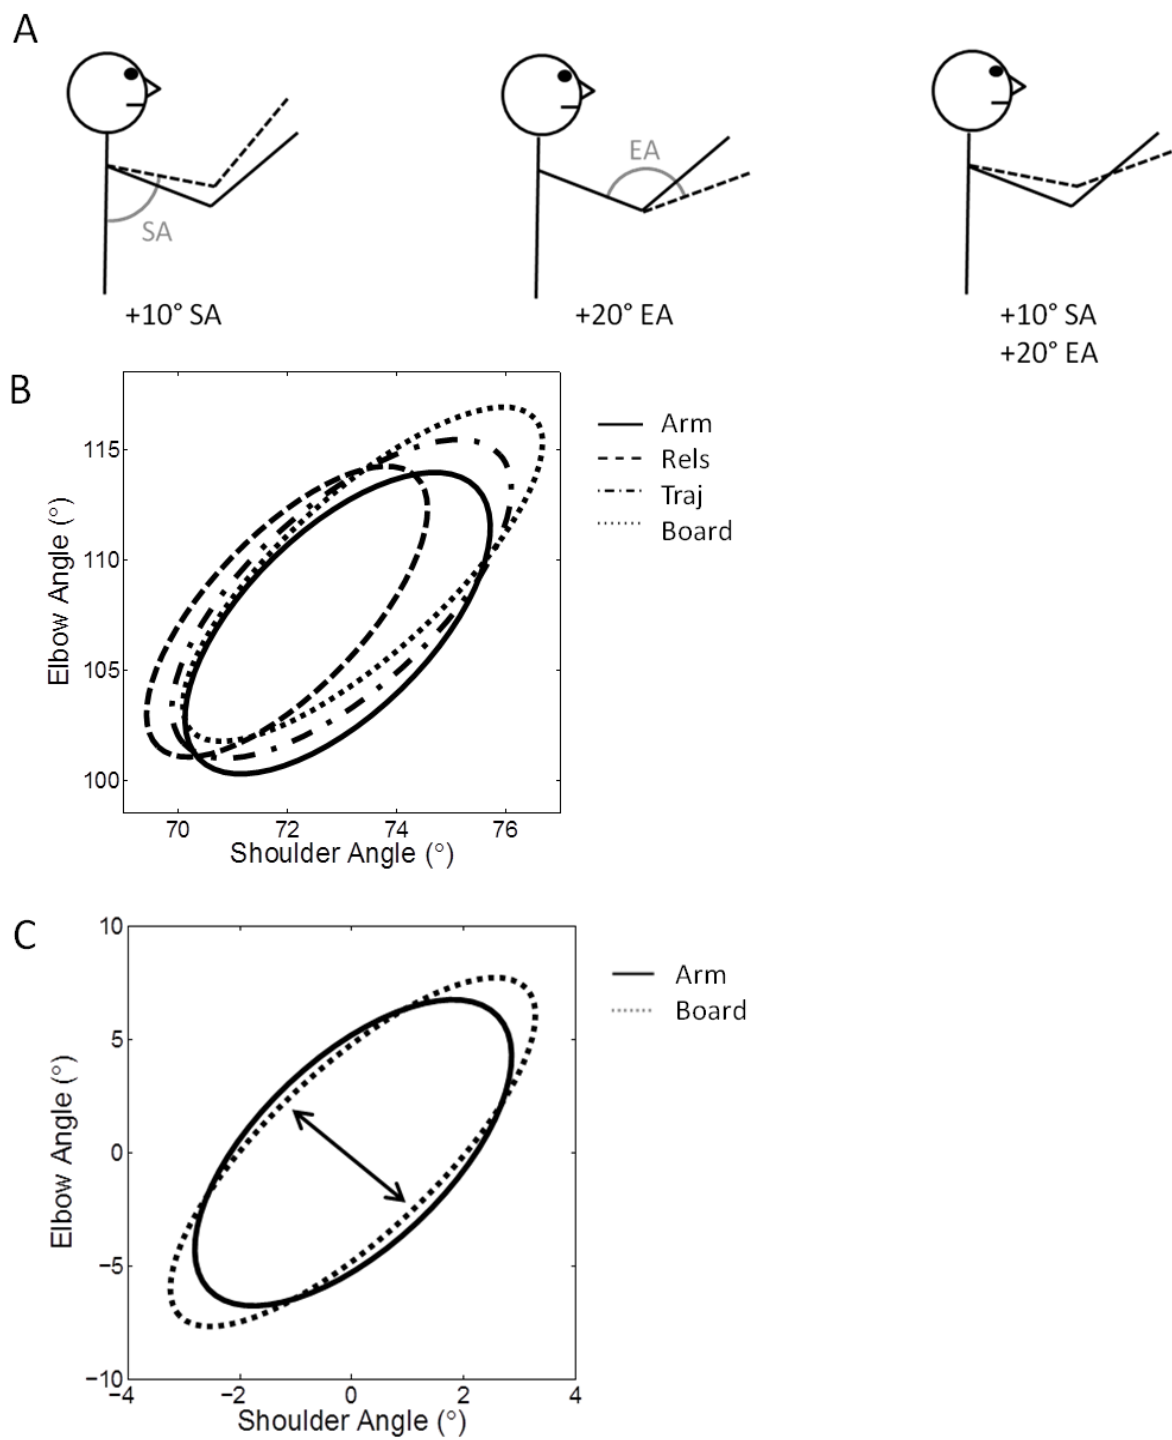 A
SA
EA
+10° SA
+20° EA
+10° SA
+20° EA
B
Elbow Angle (°)
115
110
105
100
70
72
74
76
Shoulder Angle (°)
Arm
Rels
Traj
Board
C
Elbow Angle (°)
10
5
0
−5
−10
−4
−2
0
2
4
Shoulder Angle (°)
Arm
Board